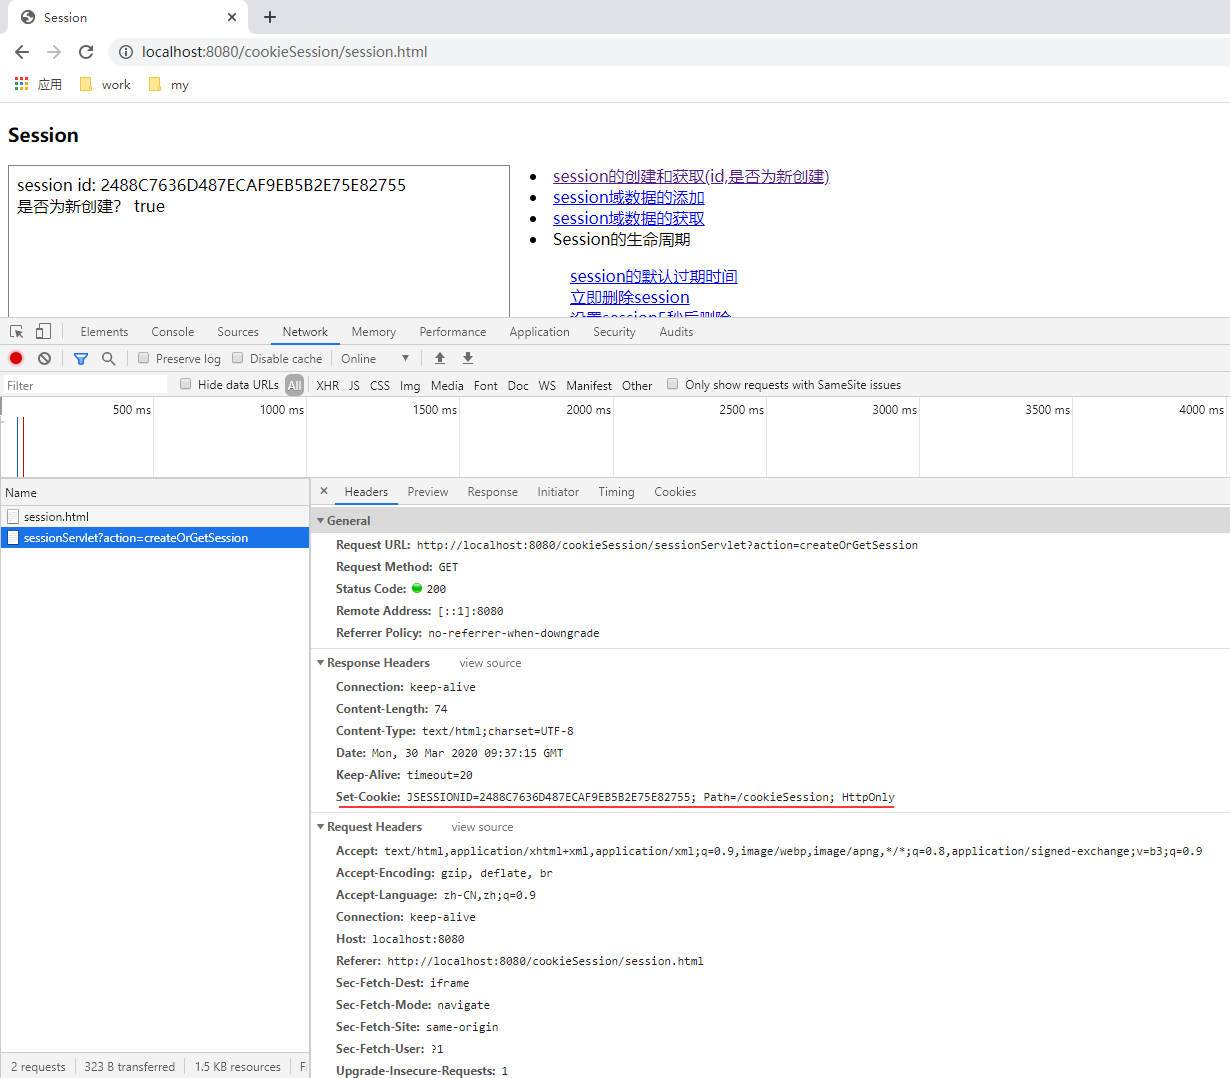 Session
localhost:8080/cookieSession/session.html
应用 work my
Session
session id: 2488C7636D487ECAF9EB5B2E75E82755
是否为新创建? true
session的创建和获取(id,是否为新创建)
session域数据的添加
session域数据的获取
Session的生命周期
session的默认过期时间
立即删除session
设置session5秒后删除
Elements Console Sources Network Memory Performance Application Security Audits
Preserve log Disable cache Online
Filter Hide data URLs All XHR JS CSS Img Media Font Doc WS Manifest Other Only show requests with SameSite issues
500 ms 1000 ms 1500 ms 2000 ms 2500 ms 3000 ms 3500 ms 4000 ms
Name
session.html
sessionServlet?action=createOrGetSession
Headers Preview Response Initiator Timing Cookies
General
Request URL: http://localhost:8080/cookieSession/sessionServlet?action=createOrGetSession
Request Method: GET
Status Code: 200
Remote Address: [::1]:8080
Referrer Policy: no-referrer-when-downgrade
Response Headers view source
Connection: keep-alive
Content-Length: 74
Content-Type: text/html;charset=UTF-8
Date: Mon, 30 Mar 2020 09:37:15 GMT
Keep-Alive: timeout=20
Set-Cookie: JSESSIONID=2488C7636D487ECAF9EB5B2E75E82755; Path=/cookieSession; HttpOnly
Request Headers view source
Accept: text/html,application/xhtml+xml,application/xml;q=0.9,image/webp,image/apng,*/*;q=0.8,application/signed-exchange;v=b3;q=0.9
Accept-Encoding: gzip, deflate, br
Accept-Language: zh-CN,zh;q=0.9
Connection: keep-alive
Host: localhost:8080
Referer: http://localhost:8080/cookieSession/session.html
Sec-Fetch-Dest: iframe
Sec-Fetch-Mode: navigate
Sec-Fetch-Site: same-origin
Sec-Fetch-User: ?1
Upgrade-Insecure-Requests: 1
2 requests 323 B transferred 1.5 KB resources